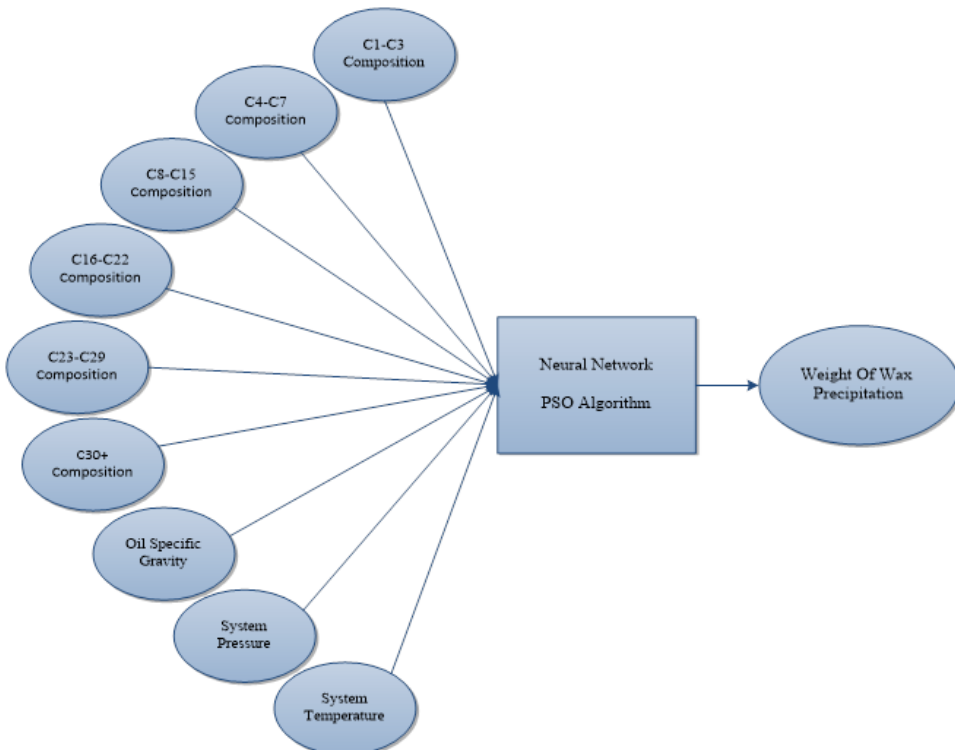 C1-C3
Composition
C4-C7
Composition
C8-C15
Composition
C16-C22
Composition
C23-C29
Composition
C30+
Composition
Oil Specific
Gravity
System
Pressure
System
Temperature
Neural Network
PSO Algorithm
Weight Of Wax
Precipitation